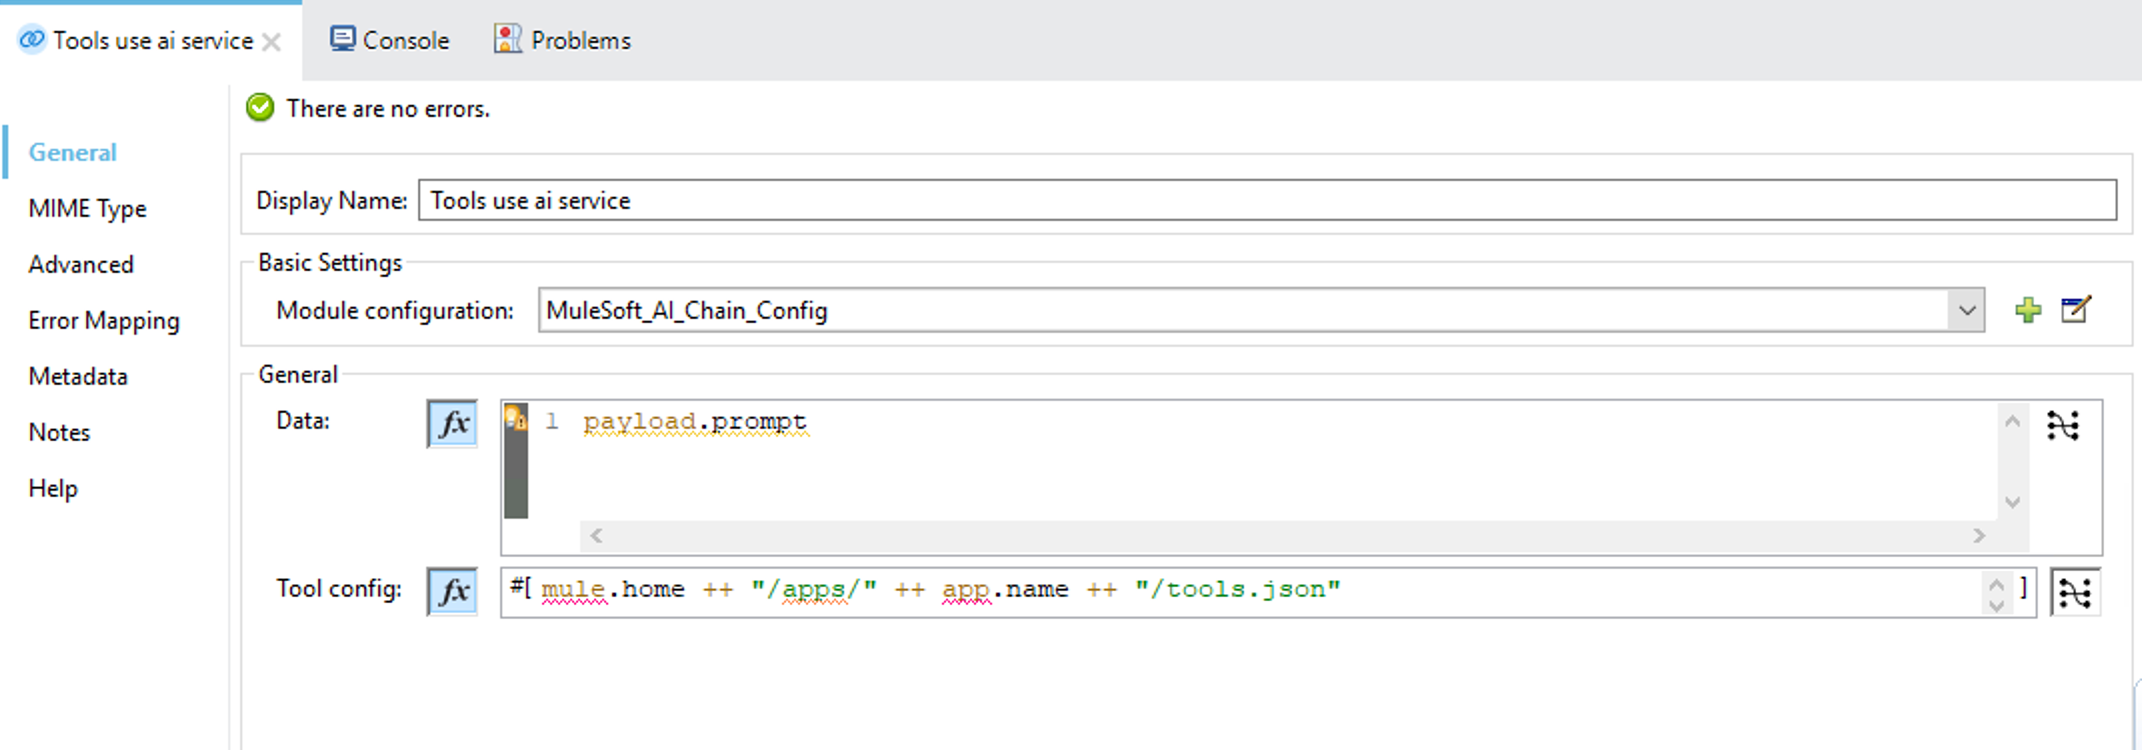 Tools use ai service
Console
Problems
There are no errors.
General
MIME Type
Advanced
Error Mapping
Metadata
Notes
Help
Display Name: Tools use ai service
Basic Settings
Module configuration: MuleSoft_AI_Chain_Config
General
Data: fx 1 payload.prompt
Tool config: fx #[ mule.home ++ "/apps/" ++ app.name ++ "/tools.json" ]